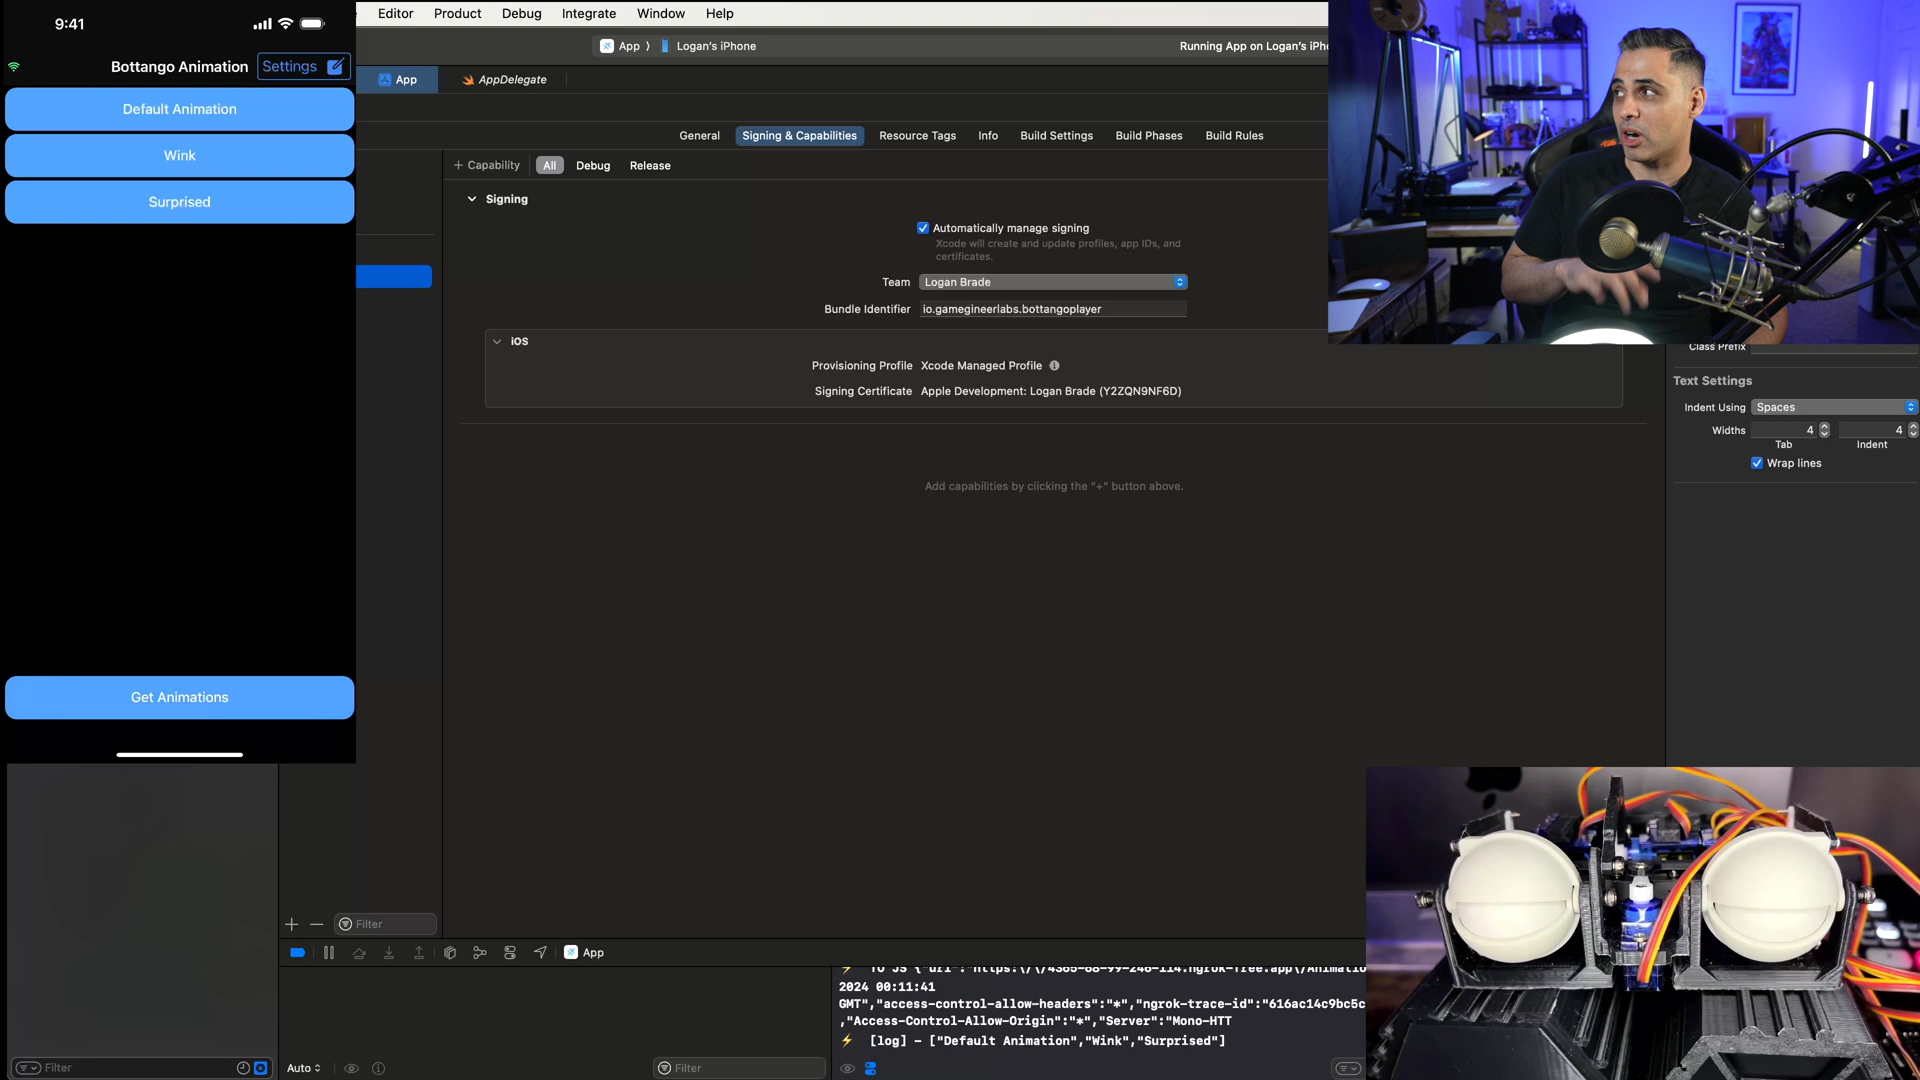 9:41
Editor Product Debug Integrate Window Help
App
Logan's iPhone
Running App on Logan's
Bottango Animation
Settings
App
AppDelegate
Default Animation
General
Signing & Capabilities
Resource Tags
Info
Build Settings
Build Phases
Build Rules
Wink
+ Capability
All
Debug
Release
Surprised
Signing
Automatically manage signing
Xcode will create and update profiles, app IDs, and
certificates.
Team
Logan Brade
Bundle Identifier
io.gamegineerlabs.bottangoplayer
iOS
Class Prefix
Provisioning Profile
Xcode Managed Profile
Text Settings
Signing Certificate
Apple Development: Logan Brade (Y2ZQN9NF6D)
Indent Using
Spaces
Widths
4
4
Tab
Indent
Wrap lines
Add capabilities by clicking the "+" button above.
Get Animations
Filter
App
2024 00:11:41
GMT","access-control-allow-headers":"*","ngrok-trace-id":"616ac14c9bc5c
,"Access-Control-Allow-Origin":"*","Server":"Mono-HTT
⚡ [log] - ["Default Animation","Wink","Surprised"]
Filter
Auto
Filter